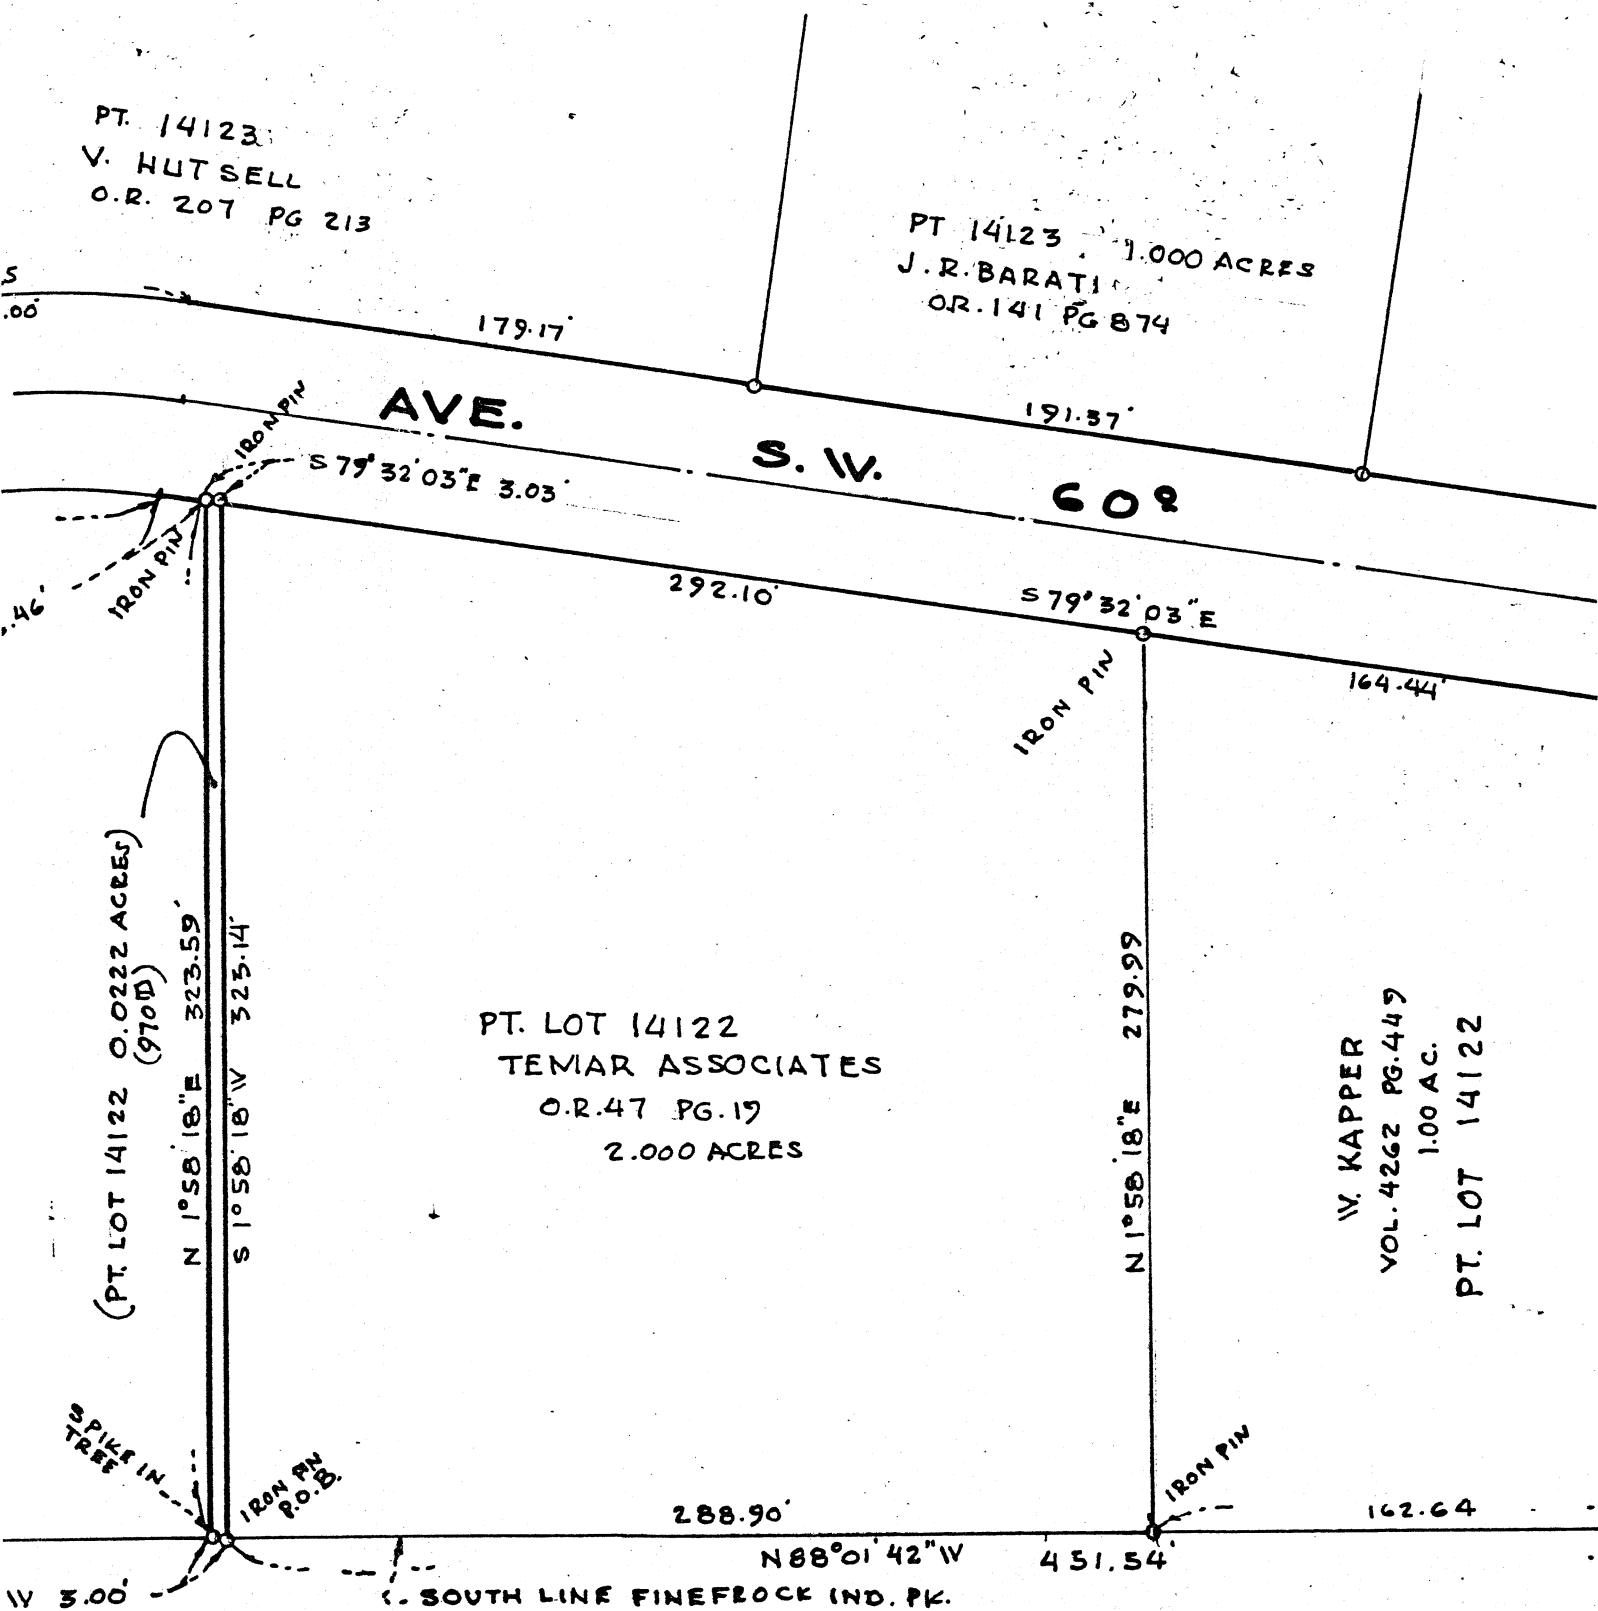 PT. 14123
V. HUTSELL
O.R. 207 PG 213
PT 14123 1.000 ACRES
J.R. BARATI
O.R. 141 PG 874
S
.00'
179.17'
191.37'
IRON PIN
AVE. S.W. 60º
S 79° 32' 03" E 3.03'
IRON PIN
.46'
292.10'
S 79° 32' 03" E
IRON PIN
164.44'
(PT. LOT 14122 0.0222 ACRES)
N 1° 58' 18" E 323.59'
S 1° 58' 18" W 323.14'
PT. LOT 14122
TEMAR ASSOCIATES
O.R. 47 PG. 19
2.000 ACRES
N 1° 58' 18" E 279.99
W. KAPPER
VOL. 4262 PG. 449
1.00 AC.
PT. LOT 14122
SPIKE IN
TREE
IRON PIN
P.O.B.
IRON PIN
288.90'
162.64
N 88° 01' 42" W 451.54'
W 3.00'
SOUTH LINE FINEFROCK IND. PK.